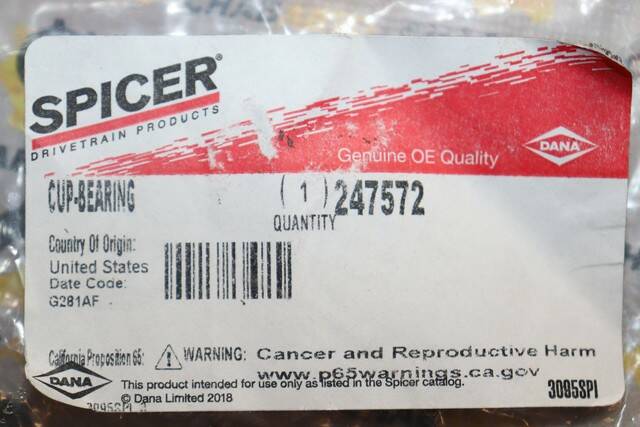 SPICER®
DRIVETRAIN PRODUCTS
Genuine OE Quality
DANA
CUP-BEARING
( 1 ) 247572
QUANTITY
Country Of Origin:
United States
Date Code:
G281AF
California Proposition 65: WARNING: Cancer and Reproductive Harm
www.p65warnings.ca.gov
DANA
This product intended for use only as listed in the Spicer catalog.
© Dana Limited 2018
3095SPI